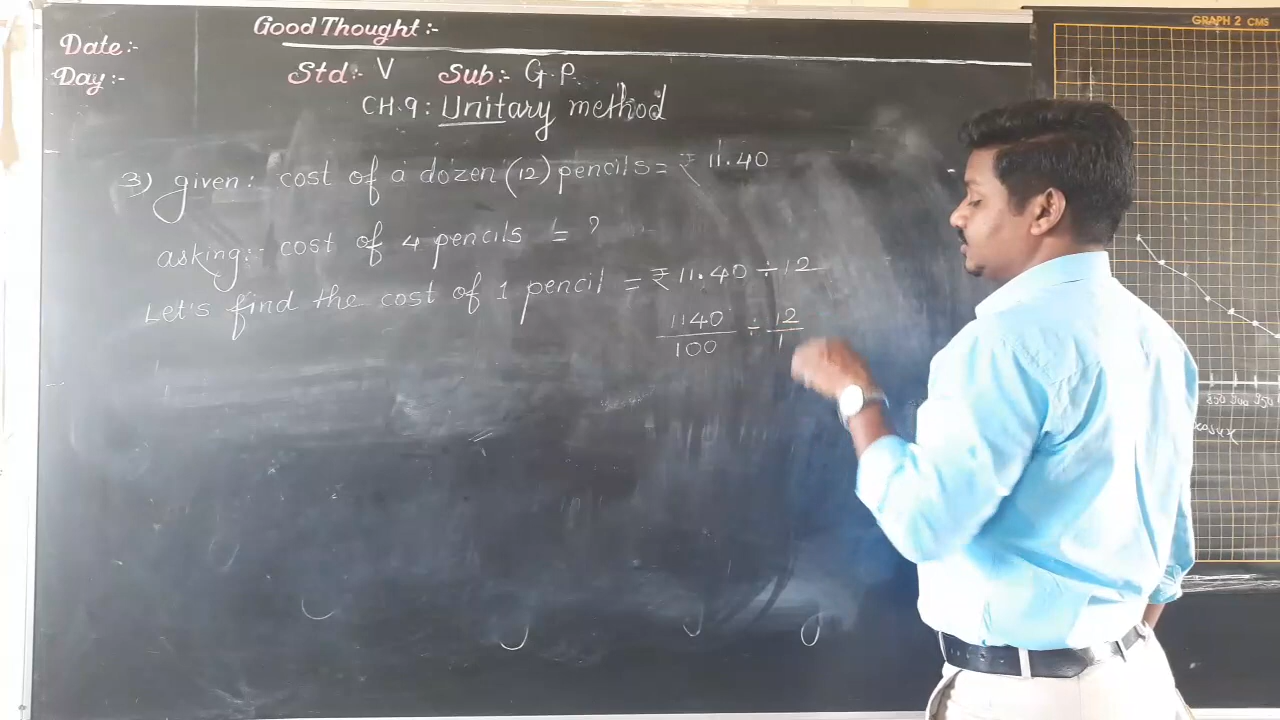 Good Thought :-
Date:-
Day:-
Std:- V Sub:- G.P.
CH.9: Unitary method
3) given: cost of a dozen (12) pencils = ₹ 11.40
asking:- cost of 4 pencils = ?
Let's find the cost of 1 pencil = ₹ 11.40 ÷ 12
1140/100 ÷ 12/1
GRAPH 2 CMS